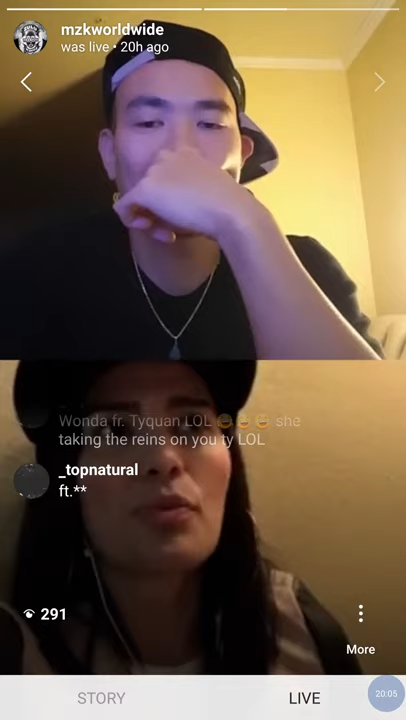 mzkworldwide
was live • 20h ago
Wonda fr. Tyquan LOL 😂😂😂 she
taking the reins on you ty LOL
_topnatural
ft.**
291
More
STORY
LIVE
20:05